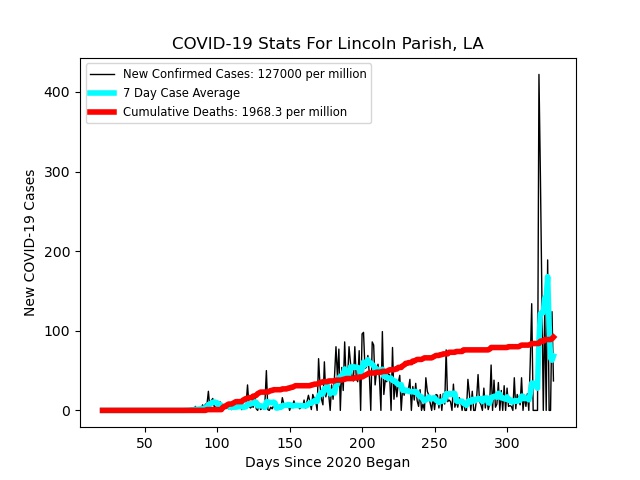 COVID-19 Stats For Lincoln Parish, LA
New Confirmed Cases: 127000 per million
7 Day Case Average
Cumulative Deaths: 1968.3 per million
New COVID-19 Cases
400
300
200
100
0
50 100 150 200 250 300
Days Since 2020 Began